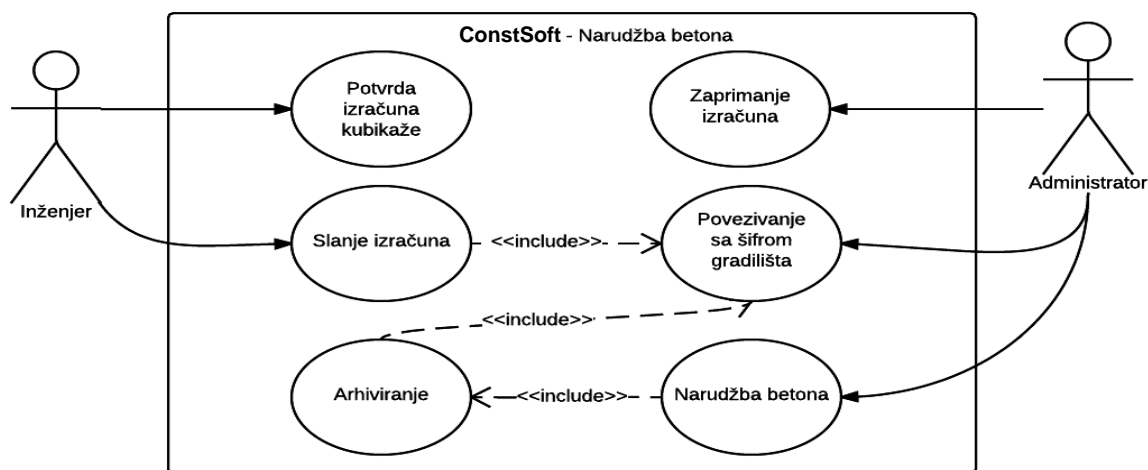 ConstSoft - Narudžba betona
Potvrda
izračuna
kubikaže
Zaprimanje
izračuna
Inženjer
Administrator
Slanje izračuna
<<include>>
Povezivanje
sa šifrom
gradilišta
<<include>>
Arhiviranje
<<include>>
Narudžba betona